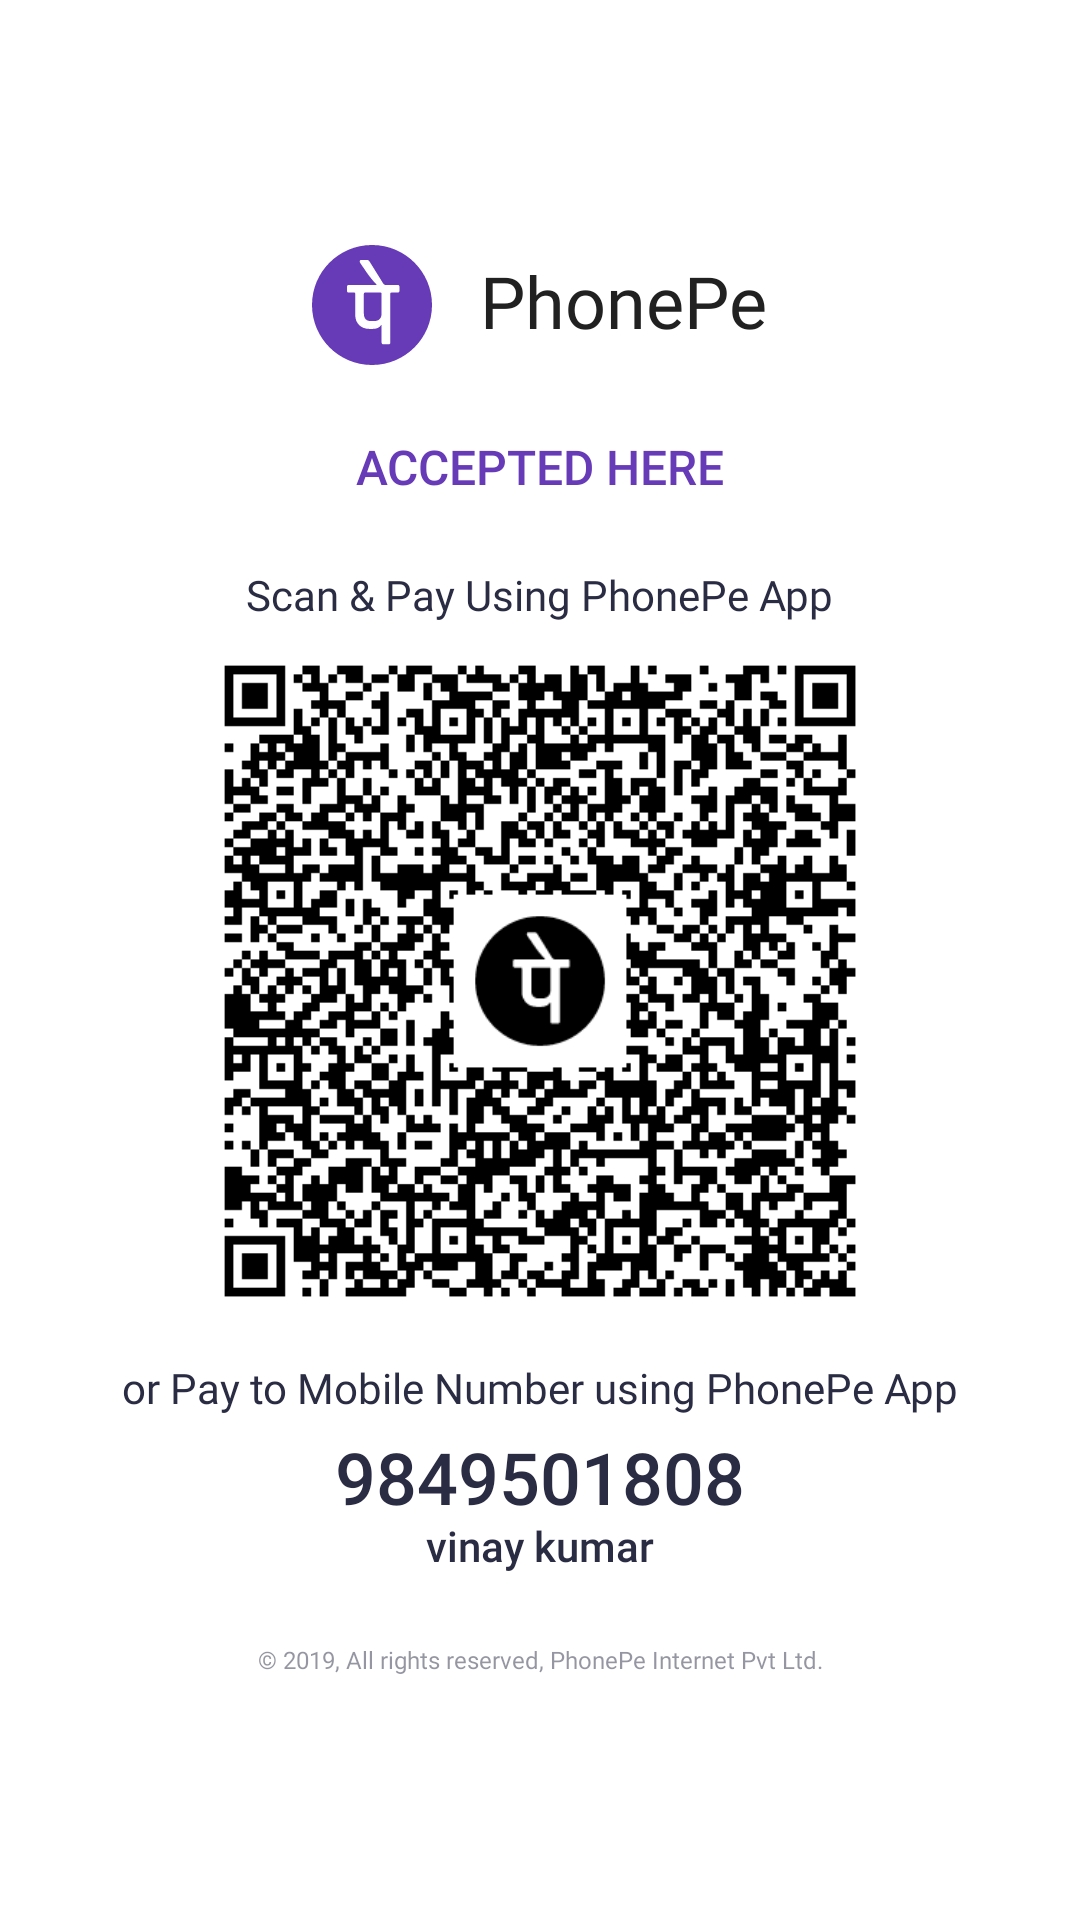 पे PhonePe
ACCEPTED HERE
Scan & Pay Using PhonePe App
पे
or Pay to Mobile Number using PhonePe App
9849501808
vinay kumar
© 2019, All rights reserved, PhonePe Internet Pvt Ltd.